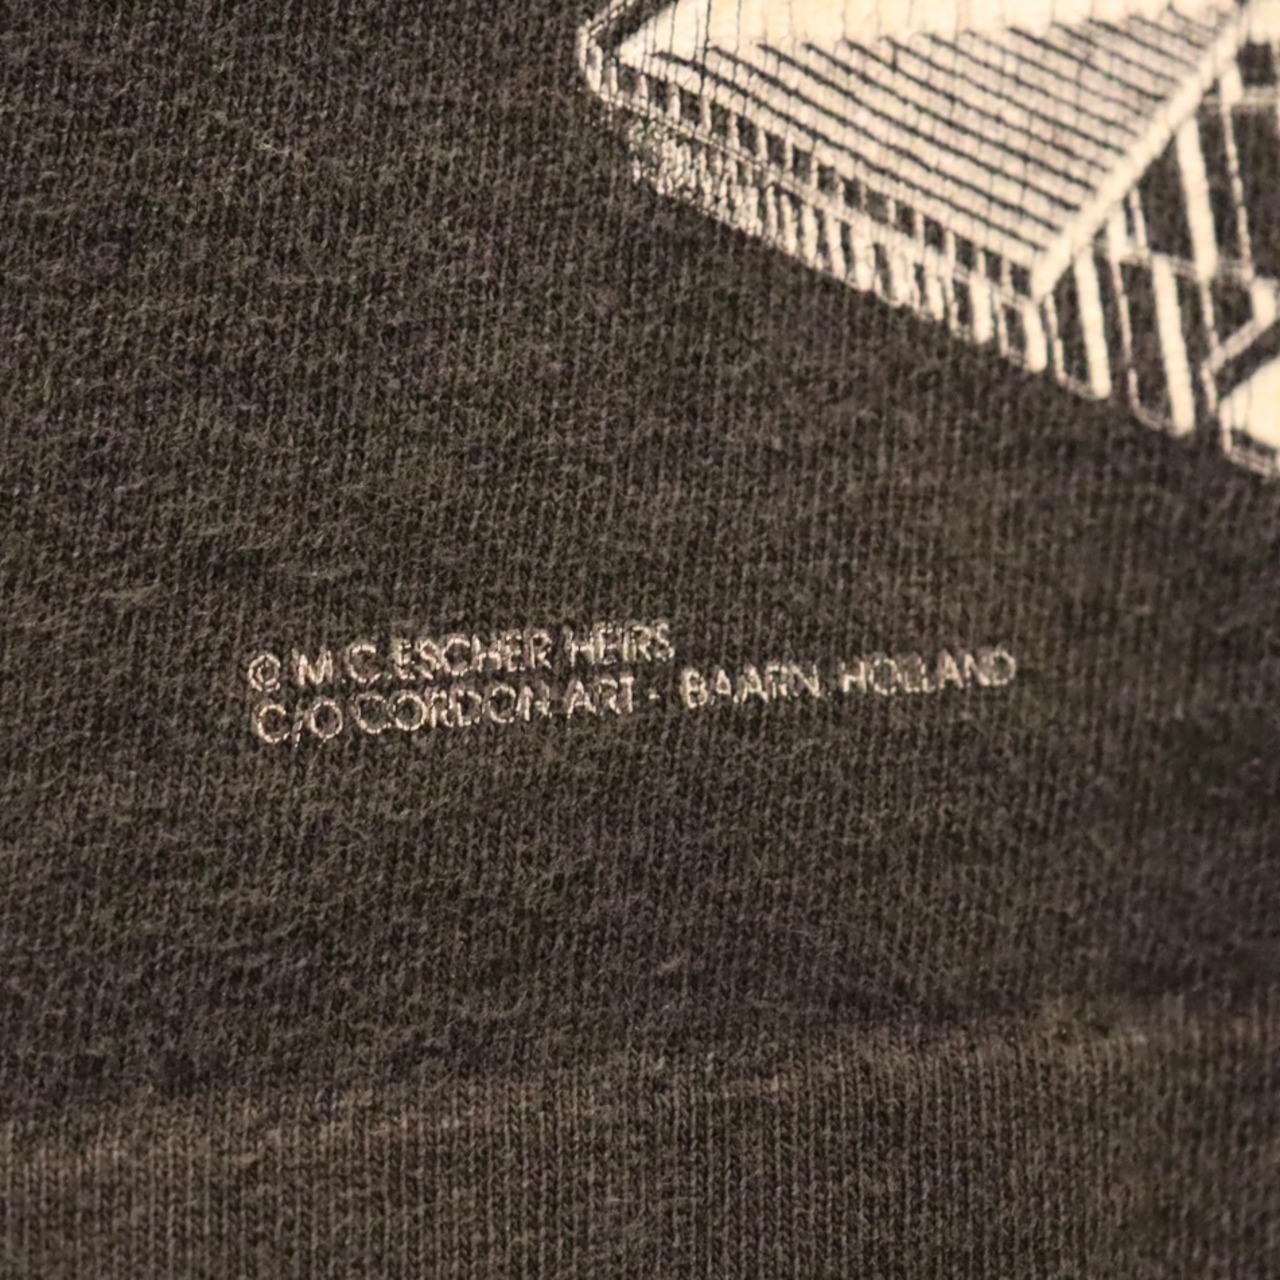 © M C ESCHER HEIRS
C/O CORDON ART - BAARN HOLLAND